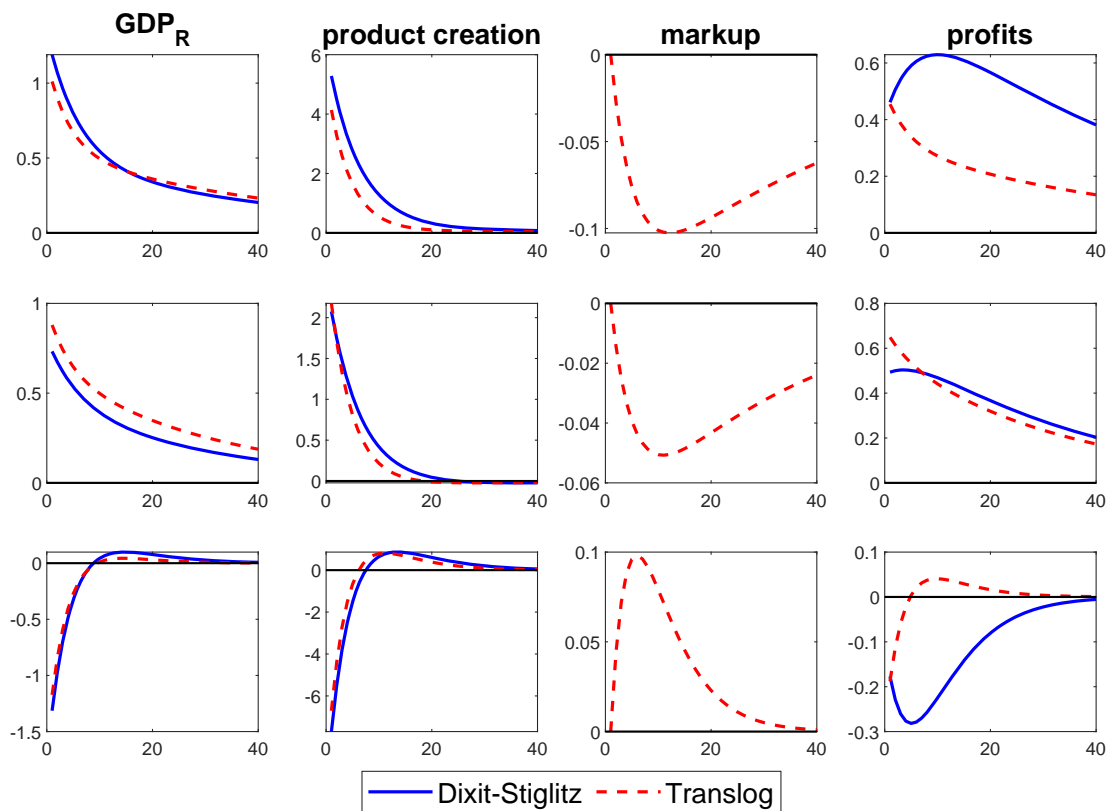 GDP_R product creation markup profits
1 6 0 0.6
0.5 4 -0.05 0.4
2 0.2
0 0 -0.1 0
0 20 40 0 20 40 0 20 40 0 20 40
1 2 0 0.8
1.5 -0.02 0.6
0.5 1 -0.04 0.4
0.5 0.2
0 0 -0.06 0
0 20 40 0 20 40 0 20 40 0 20 40
0 0 0.1 0.1
-0.5 -2 0.05 0
-1 -4 -0.1
-6 -0.2
-1.5 0 -0.3
0 20 40 0 20 40 0 20 40 0 20 40
Dixit-Stiglitz Translog